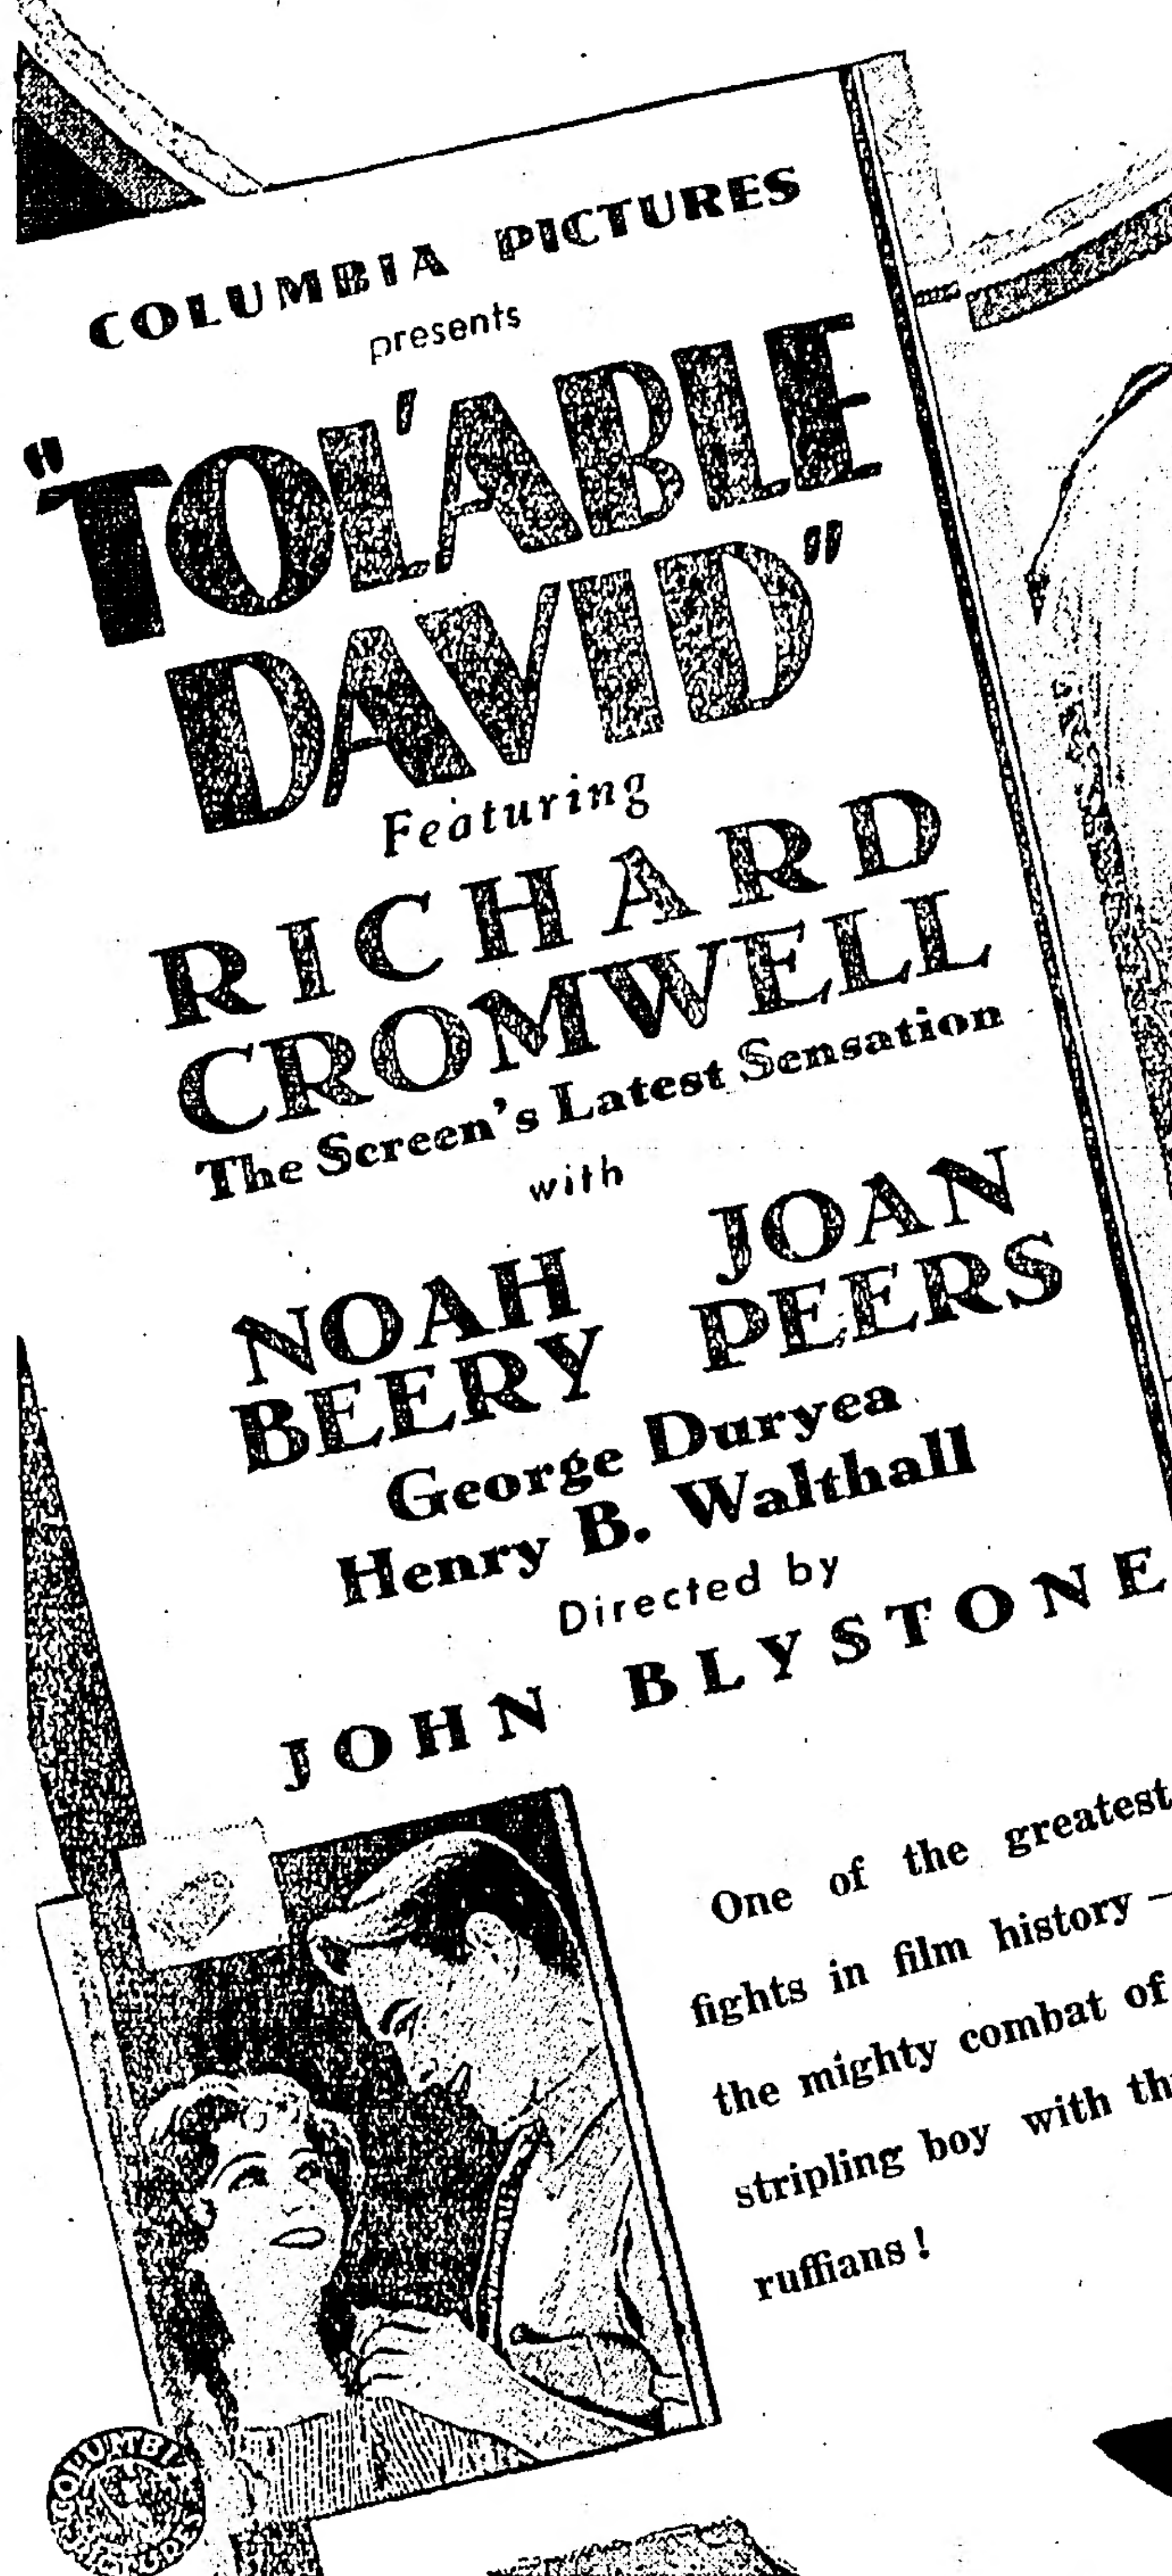 COLUMBIA PICTURES
presents
"TOL'ABLE
DAVID"
Featuring
RICHARD
CROMWELL
The Screen's Latest Sensation
with
NOAH
BEERY
JOAN
PEERS
George Duryea
Henry B. Walthall
Directed by
JOHN BLYSTONE
One of the greatest
fights in film history —
the mighty combat of
stripling boy with
ruffians!
COLUMBIA
PICTURES